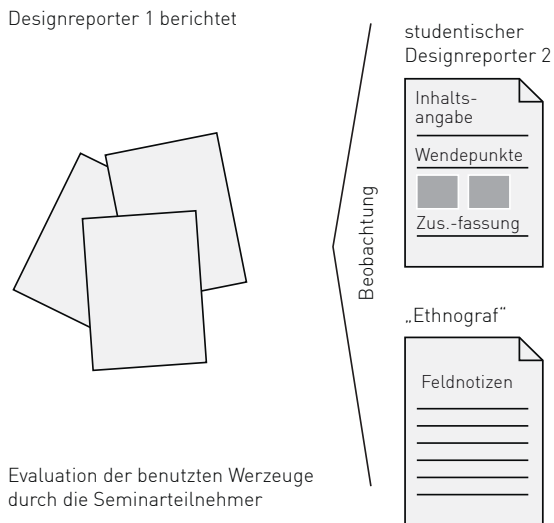 Designreporter 1 berichtet
studentischer
Designreporter 2
Inhalts-
angabe
Wendepunkte
Zus.-fassung
Beobachtung
„Ethnograf“
Feldnotizen
Evaluation der benutzten Werzeuge
durch die Seminarteilnehmer